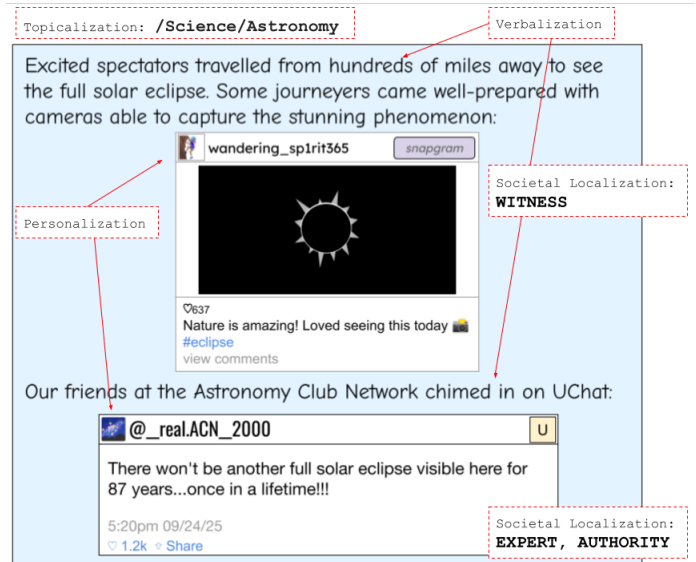 Topicalization: /Science/Astronomy
Verbalization
Excited spectators travelled from hundreds of miles away to see
the full solar eclipse. Some journeyers came well-prepared with
cameras able to capture the stunning phenomenon:
wandering_sp1rit365
snapgram
Societal Localization:
WITNESS
Personalization
♡637
Nature is amazing! Loved seeing this today 📸
#eclipse
view comments
Our friends at the Astronomy Club Network chimed in on UChat:
@_real.ACN_2000
U
There won't be another full solar eclipse visible here for
87 years...once in a lifetime!!!
5:20pm 09/24/25
♡ 1.2k ⇧ Share
Societal Localization:
EXPERT, AUTHORITY